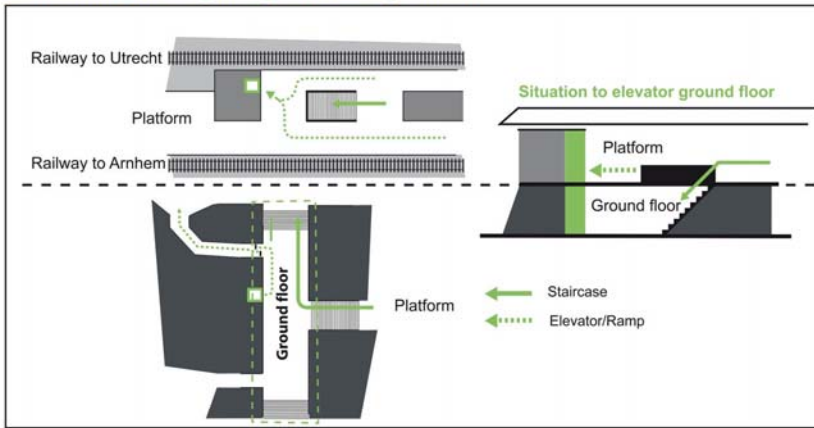 Railway to Utrecht
Platform
Railway to Arnhem
Situation to elevator ground floor
Platform
Ground floor
Ground floor
Platform
Staircase
Elevator/Ramp